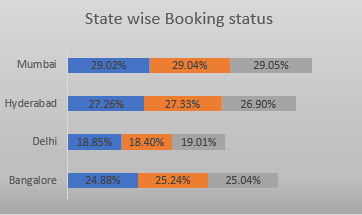 State wise Booking status
Mumbai 29.02% 29.04% 29.05%
Hyderabad 27.26% 27.33% 26.90%
Delhi 18.85% 18.40% 19.01%
Bangalore 24.88% 25.24% 25.04%